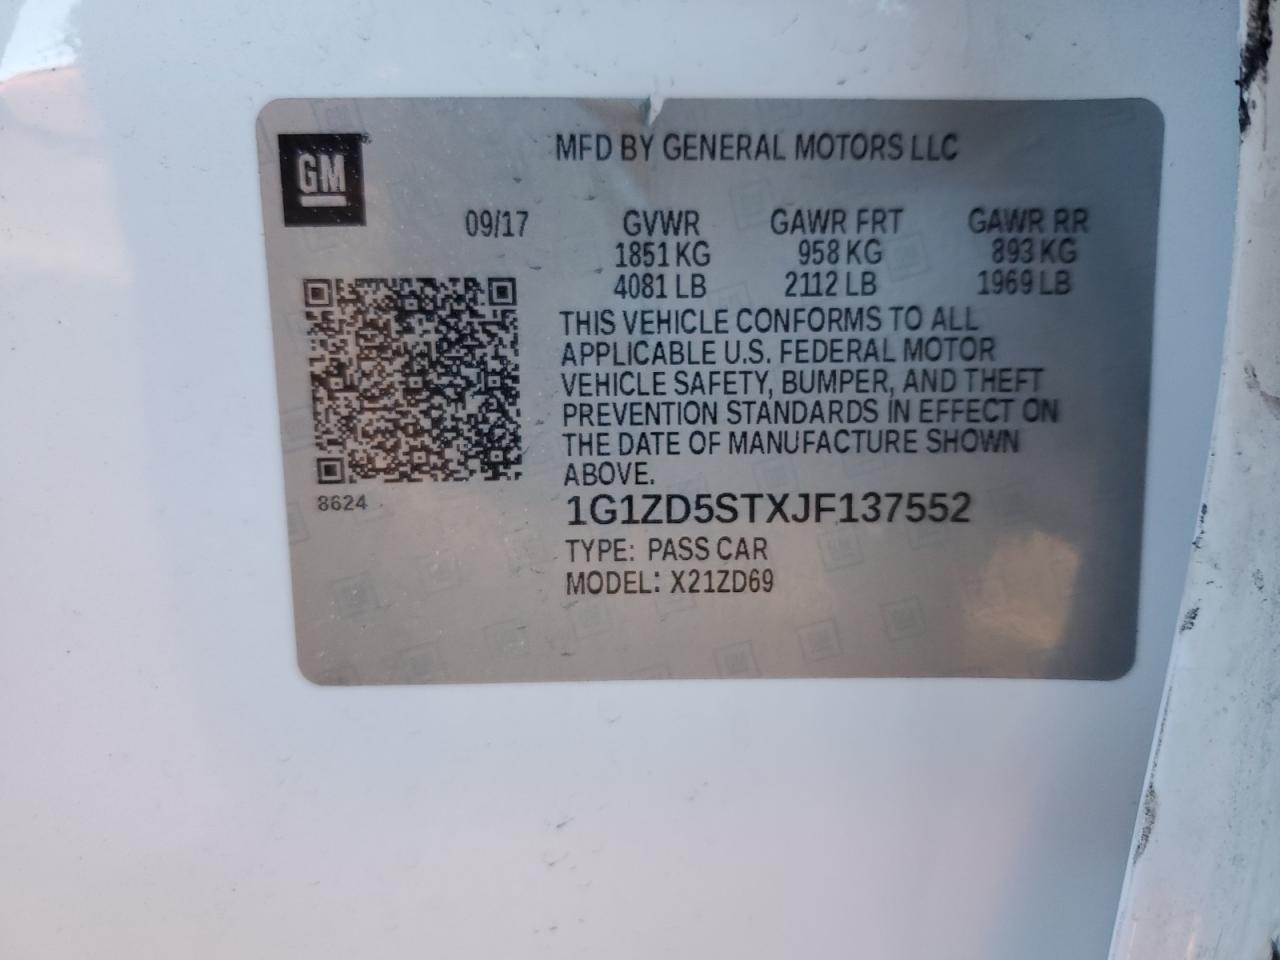 GM
MFD BY GENERAL MOTORS LLC
09/17 GVWR GAWR FRT GAWR RR
1851 KG 958 KG 893 KG
4081 LB 2112 LB 1969 LB
THIS VEHICLE CONFORMS TO ALL
APPLICABLE U.S. FEDERAL MOTOR
VEHICLE SAFETY, BUMPER, AND THEFT
PREVENTION STANDARDS IN EFFECT ON
THE DATE OF MANUFACTURE SHOWN
ABOVE.
8624
1G1ZD5STXJF137552
TYPE: PASS CAR
MODEL: X21ZD69